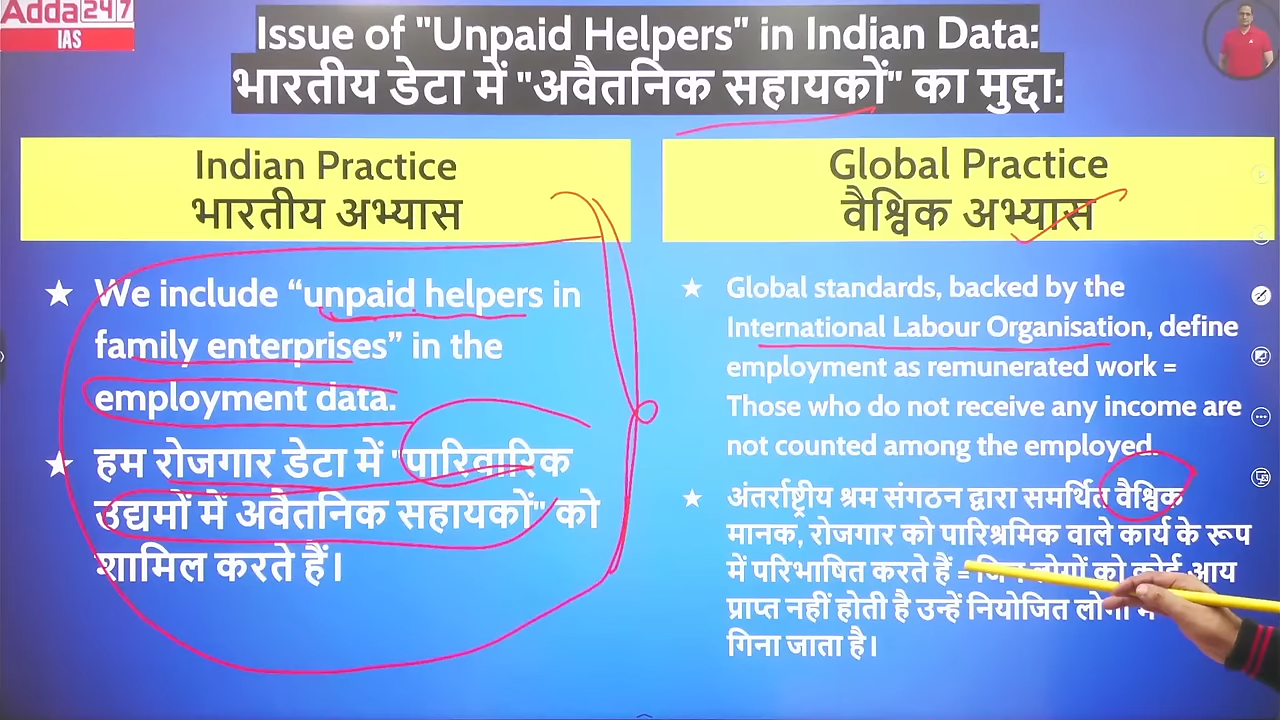 Adda247
IAS
Issue of "Unpaid Helpers" in Indian Data:
भारतीय डेटा में "अवैतनिक सहायकों" का मुद्दा:
Indian Practice
भारतीय अभ्यास
★ We include “unpaid helpers in
family enterprises” in the
employment data.
★ हम रोजगार डेटा में "पारिवारिक
उद्यमों में अवैतनिक सहायकों" को
शामिल करते हैं।
Global Practice
वैश्विक अभ्यास
★ Global standards, backed by the
International Labour Organisation, define
employment as remunerated work =
Those who do not receive any income are
not counted among the employed.
★ अंतर्राष्ट्रीय श्रम संगठन द्वारा समर्थित वैश्विक
मानक, रोजगार को पारिश्रमिक वाले कार्य के रूप
में परिभाषित करते हैं = जिन लोगों को कोई आय
प्राप्त नहीं होती है उन्हें नियोजित
गिना जाता है।